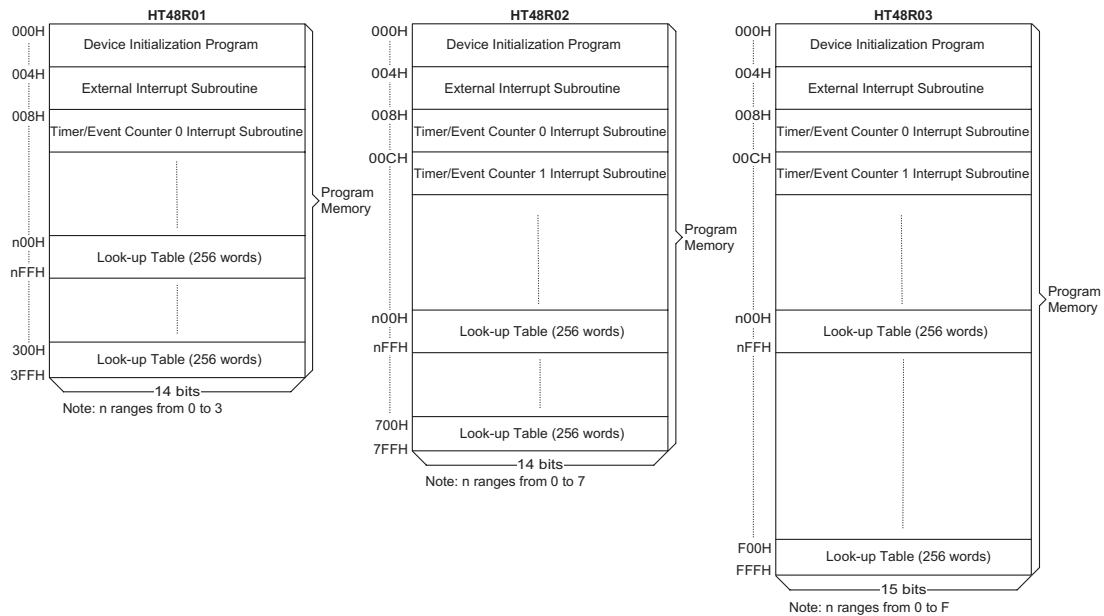 HT48R01
000H
Device Initialization Program
004H
External Interrupt Subroutine
008H
Timer/Event Counter 0 Interrupt Subroutine
Program
Memory
n00H
Look-up Table (256 words)
nFFH
300H
Look-up Table (256 words)
3FFH
14 bits
Note: n ranges from 0 to 3
HT48R02
000H
Device Initialization Program
004H
External Interrupt Subroutine
008H
Timer/Event Counter 0 Interrupt Subroutine
00CH
Timer/Event Counter 1 Interrupt Subroutine
Program
Memory
n00H
Look-up Table (256 words)
nFFH
700H
Look-up Table (256 words)
7FFH
14 bits
Note: n ranges from 0 to 7
HT48R03
000H
Device Initialization Program
004H
External Interrupt Subroutine
008H
Timer/Event Counter 0 Interrupt Subroutine
00CH
Timer/Event Counter 1 Interrupt Subroutine
Program
Memory
n00H
Look-up Table (256 words)
nFFH
F00H
Look-up Table (256 words)
FFFH
15 bits
Note: n ranges from 0 to F